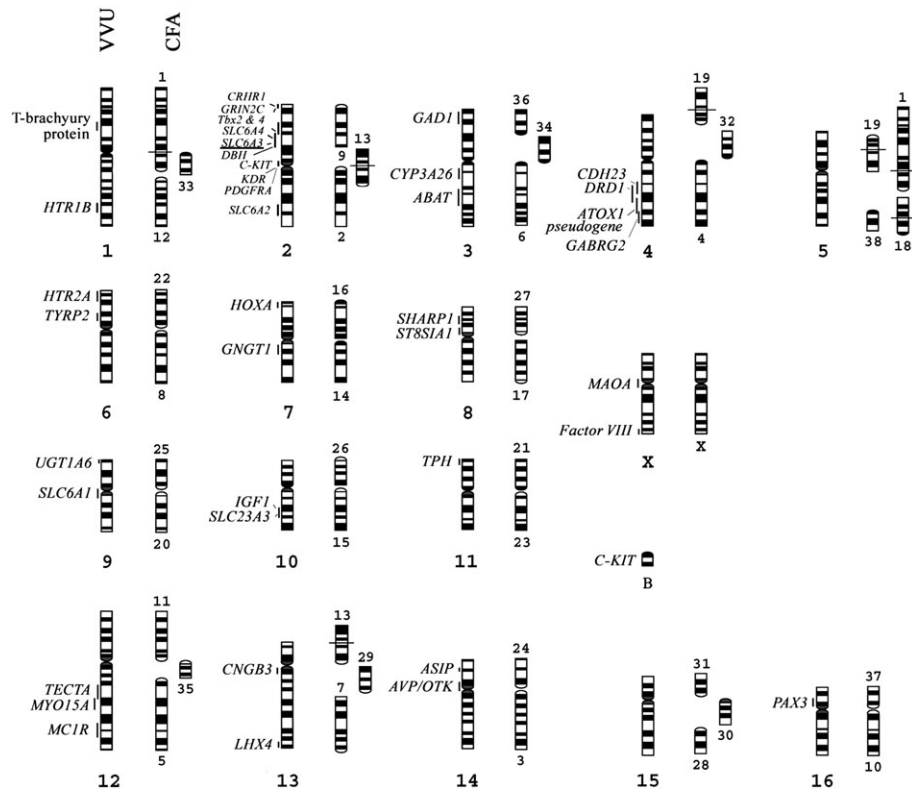 VVU
CFA
T-brachyury
protein
HTR1B
1
33
12
1
CRHR1
GRIN2C
Tbx2 & 4
SLC6A4
SLC6A3
DBH
C-KIT
KDR
PDGFRA
SLC6A2
9
13
2
2
GAD1
CYP3A26
ABAT
36
34
6
3
CDH23
DRD1
ATOX1
pseudogene
GABRG2
19
32
4
4
19
1
38
18
5
HTR2A
TYRP2
22
8
6
HOXA
GNGT1
16
14
7
SHARP1
ST8SIA1
27
17
8
MAOA
Factor VIII
X
X
UGT1A6
SLC6A1
25
20
9
IGF1
SLC23A3
26
15
10
TPH
21
23
11
C-KIT
B
TECTA
MYO15A
MC1R
11
35
5
12
CNGB3
LHX4
13
29
7
13
ASIP
AVP/OTK
24
3
14
31
30
28
15
PAX3
37
10
16